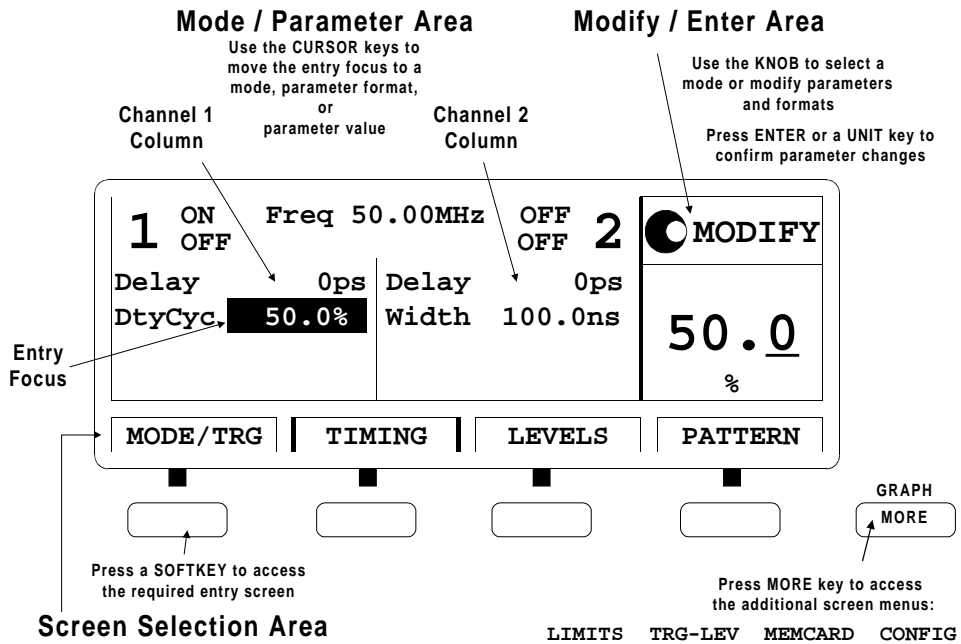 Mode / Parameter Area
Use the CURSOR keys to
move the entry focus to a
mode, parameter format,
or
parameter value
Modify / Enter Area
Use the KNOB to select a
mode or modify parameters
and formats
Press ENTER or a UNIT key to
confirm parameter changes
Channel 1
Column
Channel 2
Column
1 ON OFF
Freq 50.00MHz
OFF OFF 2
MODIFY
Delay 0ps
DtyCyc 50.0%
Delay 0ps
Width 100.0ns
50.0
%
Entry
Focus
MODE/TRG
TIMING
LEVELS
PATTERN
GRAPH
MORE
Press a SOFTKEY to access
the required entry screen
Press MORE key to access
the additional screen menus:
Screen Selection Area
LIMITS TRG-LEV MEMCARD CONFIG